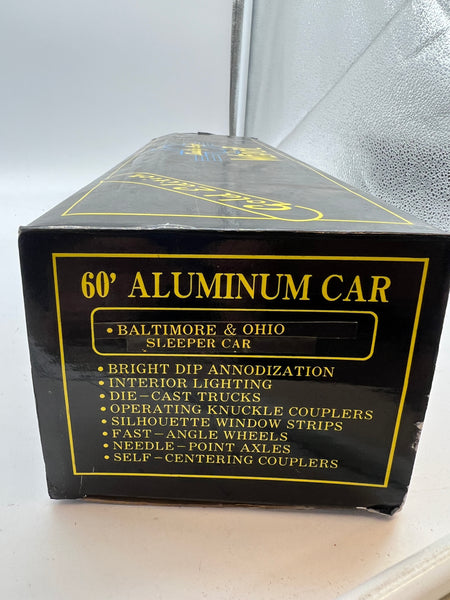 60' ALUMINUM CAR
• BALTIMORE & OHIO
SLEEPER CAR
• BRIGHT DIP ANNODIZATION
• INTERIOR LIGHTING
• DIE-CAST TRUCKS
• OPERATING KNUCKLE COUPLERS
• SILHOUETTE WINDOW STRIPS
• FAST-ANGLE WHEELS
• NEEDLE-POINT AXLES
• SELF-CENTERING COUPLERS